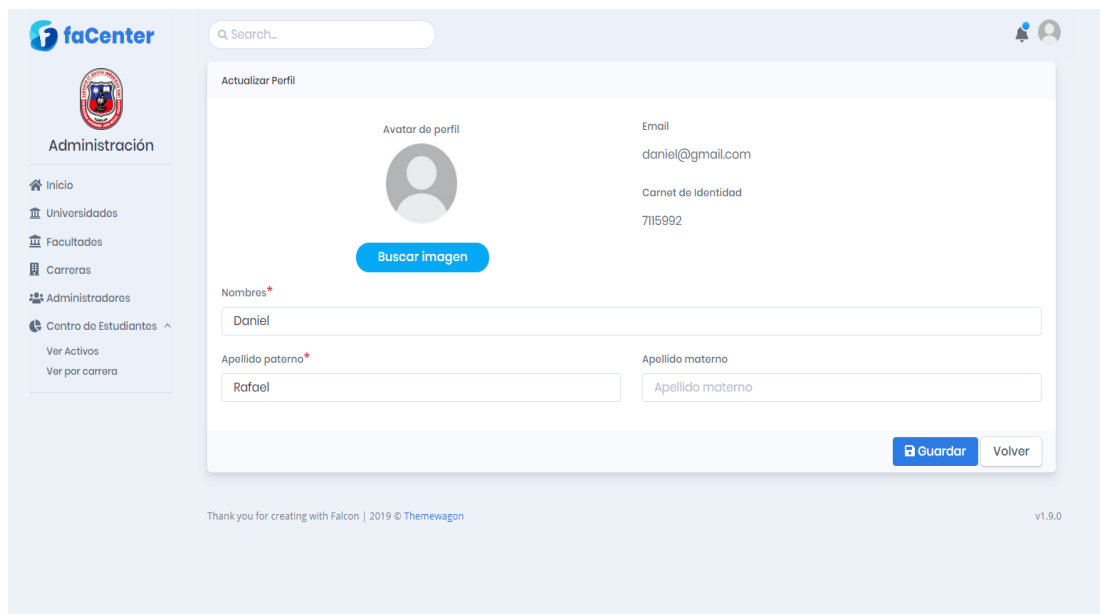 faCenter
Search...
Administración
Inicio
Universidades
Facultades
Carreras
Administradores
Centro de Estudiantes
Ver Activos
Ver por carrera
Actualizar Perfil
Avatar de perfil
Buscar imagen
Email
daniel@gmail.com
Carnet de Identidad
7115992
Nombres*
Daniel
Apellido paterno*
Rafael
Apellido materno
Apellido materno
Guardar
Volver
Thank you for creating with Falcon | 2019 © Themewagon
v1.9.0